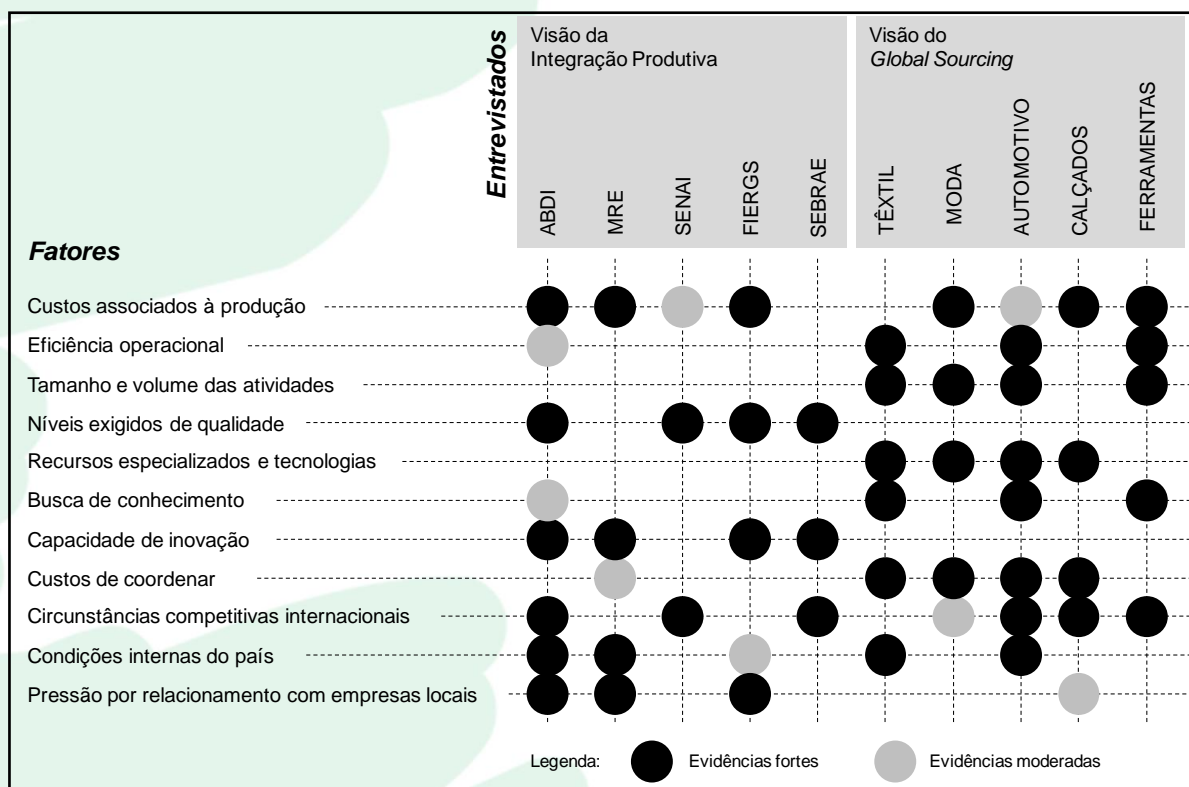 Entrevistados
Visão da
Integração Produtiva
Visão do
Global Sourcing
ABDI
MRE
SENAI
FIERGS
SEBRAE
TÊXTIL
MODA
AUTOMOTIVO
CALÇADOS
FERRAMENTAS
Fatores
Custos associados à produção
Eficiência operacional
Tamanho e volume das atividades
Níveis exigidos de qualidade
Recursos especializados e tecnologias
Busca de conhecimento
Capacidade de inovação
Custos de coordenar
Circunstâncias competitivas internacionais
Condições internas do país
Pressão por relacionamento com empresas locais
Legenda:
Evidências fortes
Evidências moderadas